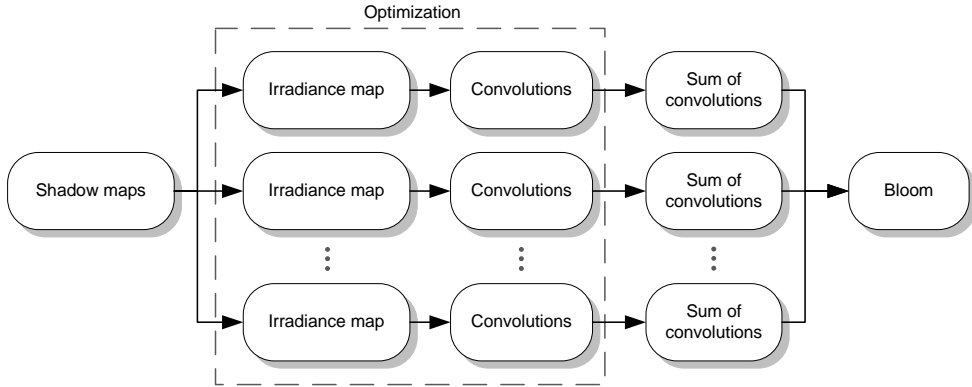 Optimization
Irradiance map
Convolutions
Sum of
convolutions
Shadow maps
Irradiance map
Convolutions
Sum of
convolutions
Bloom
Irradiance map
Convolutions
Sum of
convolutions